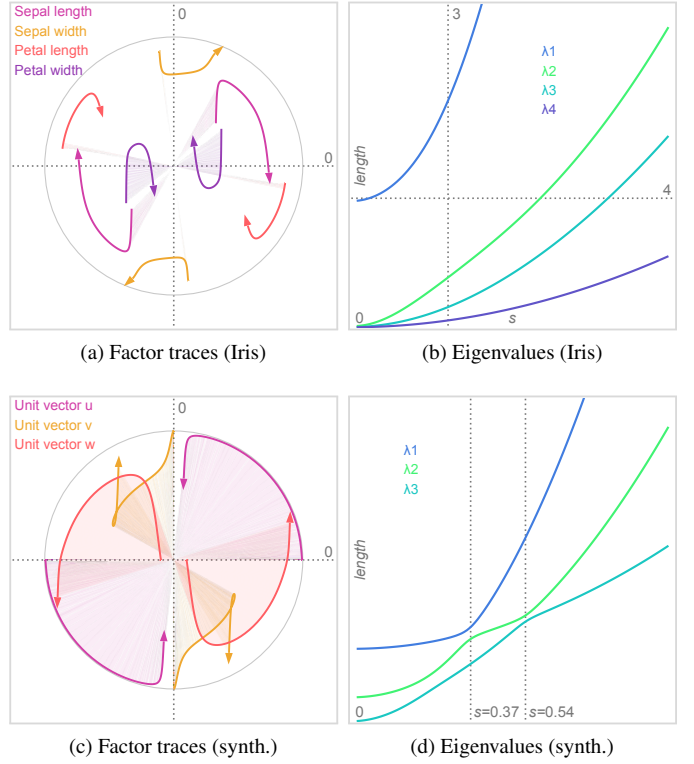 Sepal length
Sepal width
Petal length
Petal width
0
0
(a) Factor traces (Iris)
3
λ1
λ2
λ3
λ4
length
4
0
s
(b) Eigenvalues (Iris)
Unit vector u
Unit vector v
Unit vector w
0
0
(c) Factor traces (synth.)
λ1
λ2
λ3
length
0
s=0.37
s=0.54
(d) Eigenvalues (synth.)